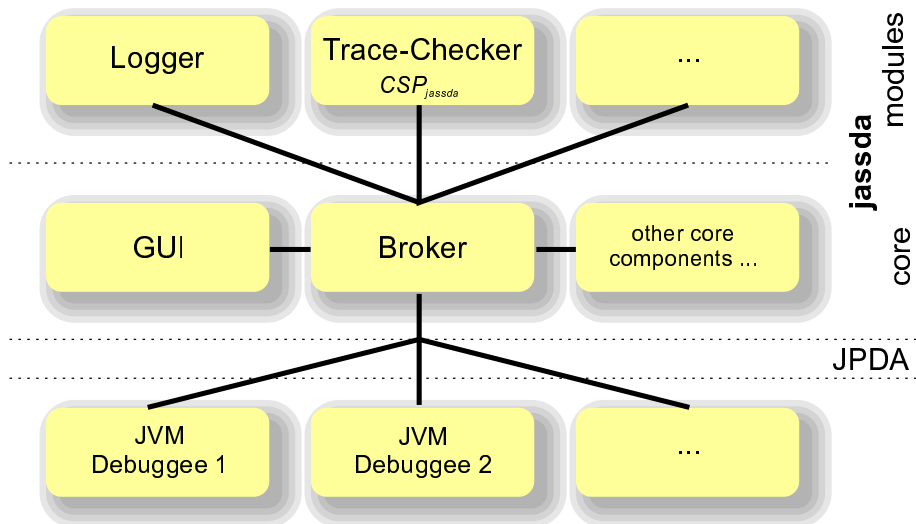 Logger
Trace-Checker
CSPjassda
...
modules
jassda
GUI
Broker
other core
components ...
core
JPDA
JVM
Debuggee 1
JVM
Debuggee 2
...